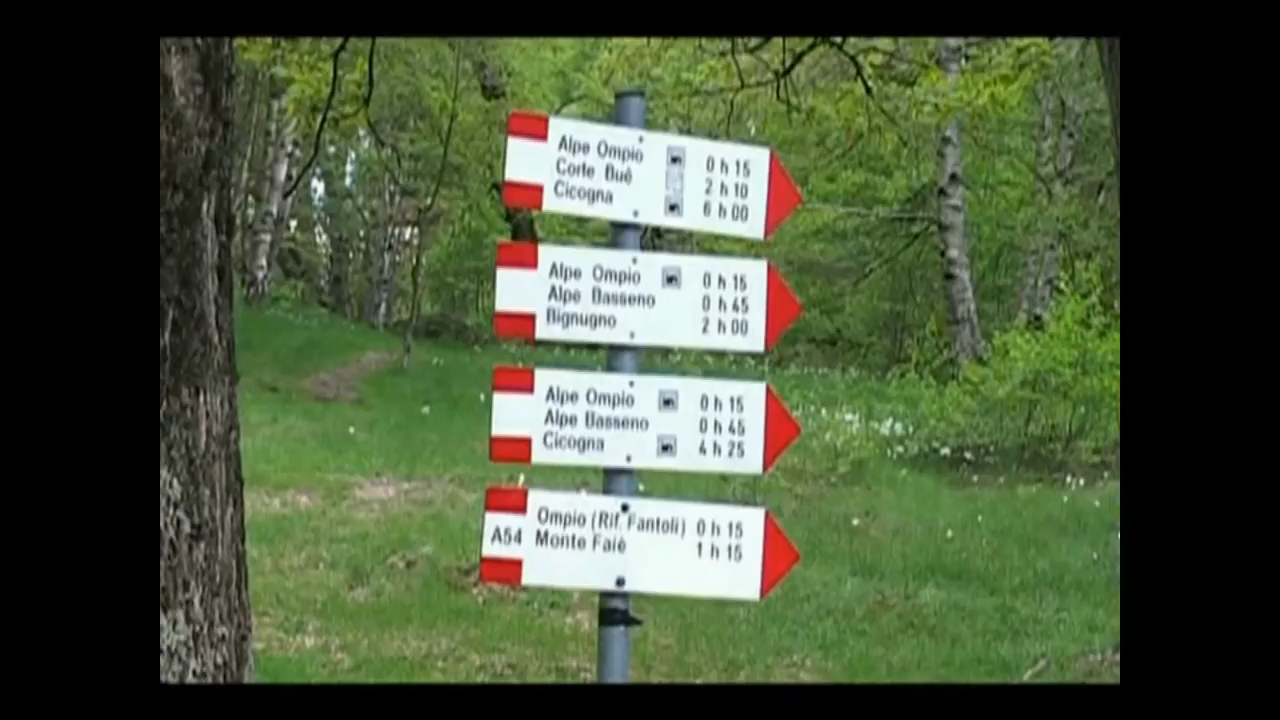 Alpe Ompio 0 h 15
Corte Buè 2 h 10
Cicogna 6 h 00
Alpe Ompio 0 h 15
Alpe Basseno 0 h 45
Bignugno 2 h 00
Alpe Ompio 0 h 15
Alpe Basseno 0 h 45
Cicogna 4 h 25
Ompio (Rif. Fantoli) 0 h 15
A54 Monte Faiè 1 h 15